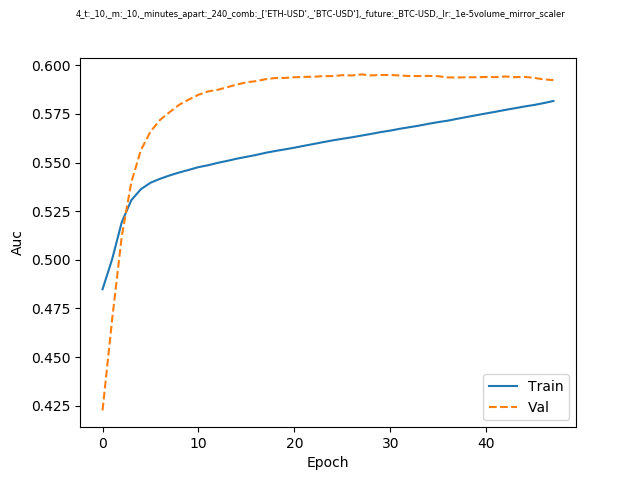 4_t:_10,_m:_10,_minutes_apart:_240_comb:_['ETH-USD',_'BTC-USD'],_future:_BTC-USD,_lr:_1e-5volume_mirror_scaler
0.600
0.575
0.550
0.525
0.500
0.475
0.450
0.425
Auc
0 10 20 30 40
Epoch
Train
Val